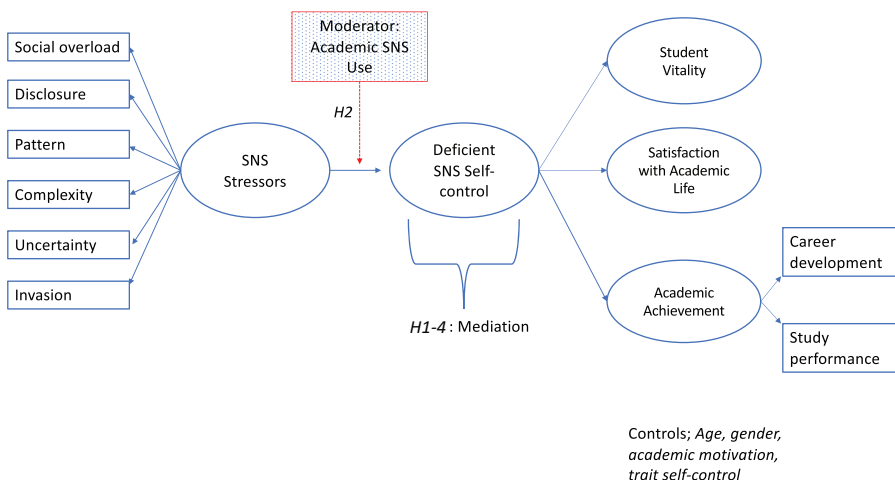 Social overload
Disclosure
Pattern
Complexity
Uncertainty
Invasion
SNS
Stressors
Moderator:
Academic SNS
Use
H2
Deficient
SNS Self-
control
H1-4 : Mediation
Student
Vitality
Satisfaction
with Academic
Life
Academic
Achievement
Career
development
Study
performance
Controls; Age, gender,
academic motivation,
trait self-control